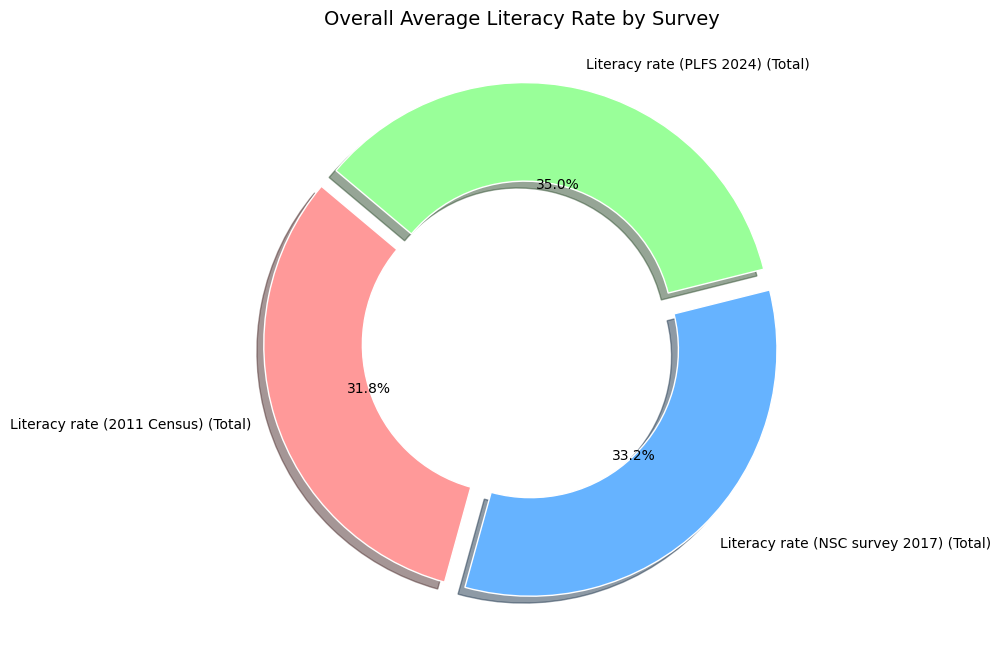 Overall Average Literacy Rate by Survey
Literacy rate (PLFS 2024) (Total)
35.0%
31.8%
Literacy rate (2011 Census) (Total)
33.2%
Literacy rate (NSC survey 2017) (Total)